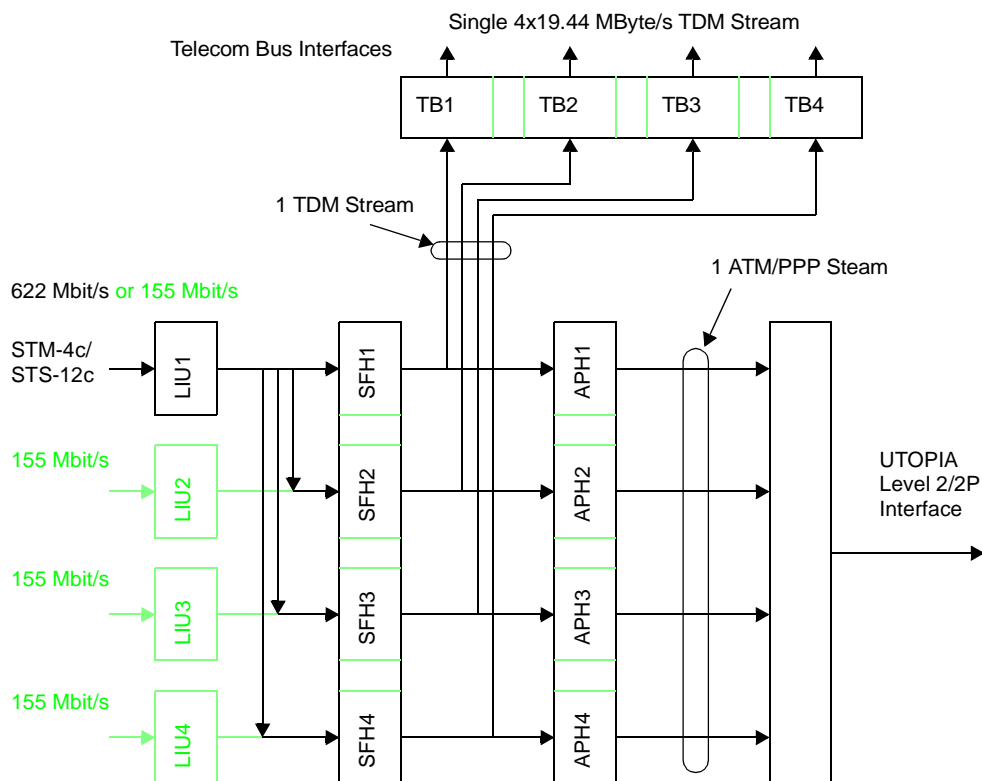 Single 4x19.44 MByte/s TDM Stream
Telecom Bus Interfaces
TB1
TB2
TB3
TB4
1 TDM Stream
1 ATM/PPP Steam
622 Mbit/s or 155 Mbit/s
STM-4c/
STS-12c
LIU1
SFH1
APH1
155 Mbit/s
LIU2
SFH2
APH2
UTOPIA
Level 2/2P
Interface
155 Mbit/s
LIU3
SFH3
APH3
155 Mbit/s
LIU4
SFH4
APH4